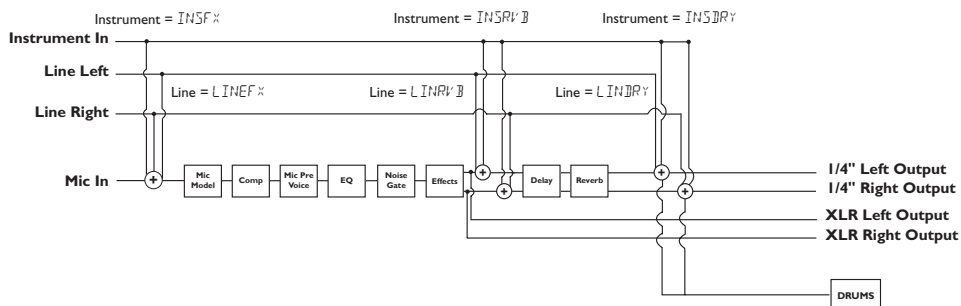 Instrument = INSFX
Instrument = INSRVB
Instrument = INSDRY
Instrument In
Line Left
Line = LINEFX
Line = LINRVB
Line = LINDRY
Line Right
Mic In
Mic Model
Comp
Mic Pre Voice
EQ
Noise Gate
Effects
Delay
Reverb
1/4" Left Output
1/4" Right Output
XLR Left Output
XLR Right Output
DRUMS